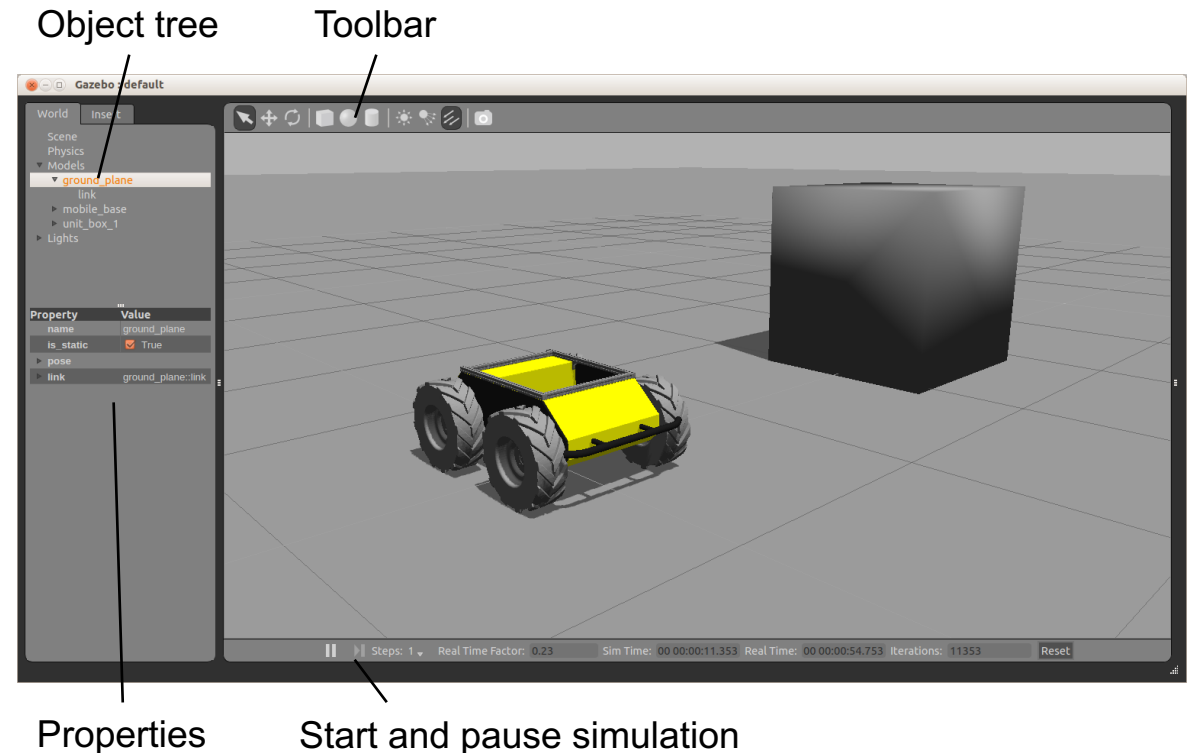 Object tree
Toolbar
Gazebo : default
World
Insert
Scene
Physics
Models
ground_plane
link
mobile_base
unit_box_1
Lights
Property Value
name ground_plane
is_static True
pose
link ground_plane::link
Steps: 1 Real Time Factor: 0.23 Sim Time: 00 00:00:11.353 Real Time: 00 00:00:54.753 Iterations: 11353 Reset
Properties
Start and pause simulation